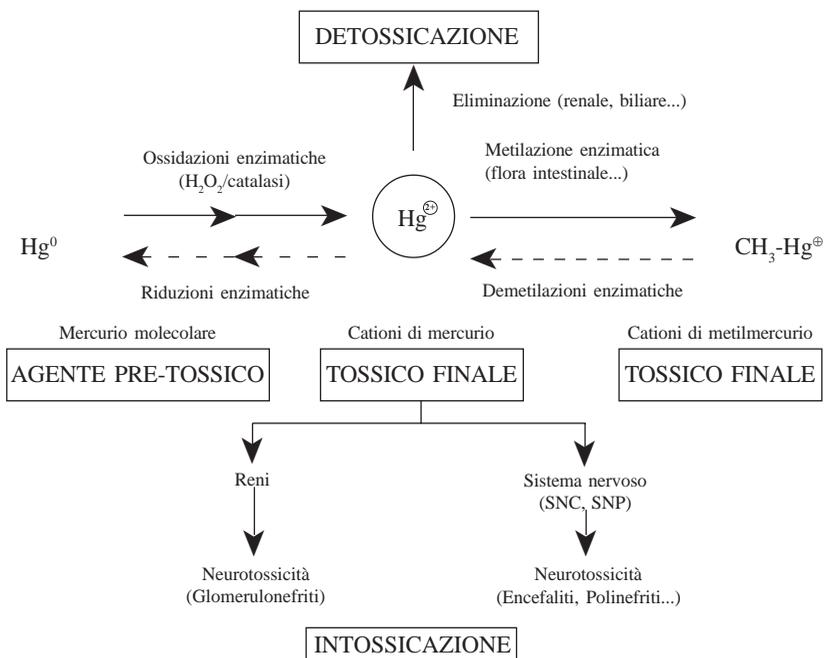 DETOSSICAZIONE
Eliminazione (renale, biliare...)
Ossidazioni enzimatiche
(H₂O₂/catalasi)
Metilazione enzimatica
(flora intestinale...)
Hg⁰
Hg²⁺
CH₃-Hg⊕
Riduzioni enzimatiche
Demetilazioni enzimatiche
Mercurio molecolare
AGENTE PRE-TOSSICO
Cationi di mercurio
TOSSICO FINALE
Cationi di metilmercurio
TOSSICO FINALE
Reni
Sistema nervoso
(SNC, SNP)
Neurotossicità
(Glomerulonefriti)
Neurotossicità
(Encefaliti, Polinefriti...)
INTOSSICAZIONE